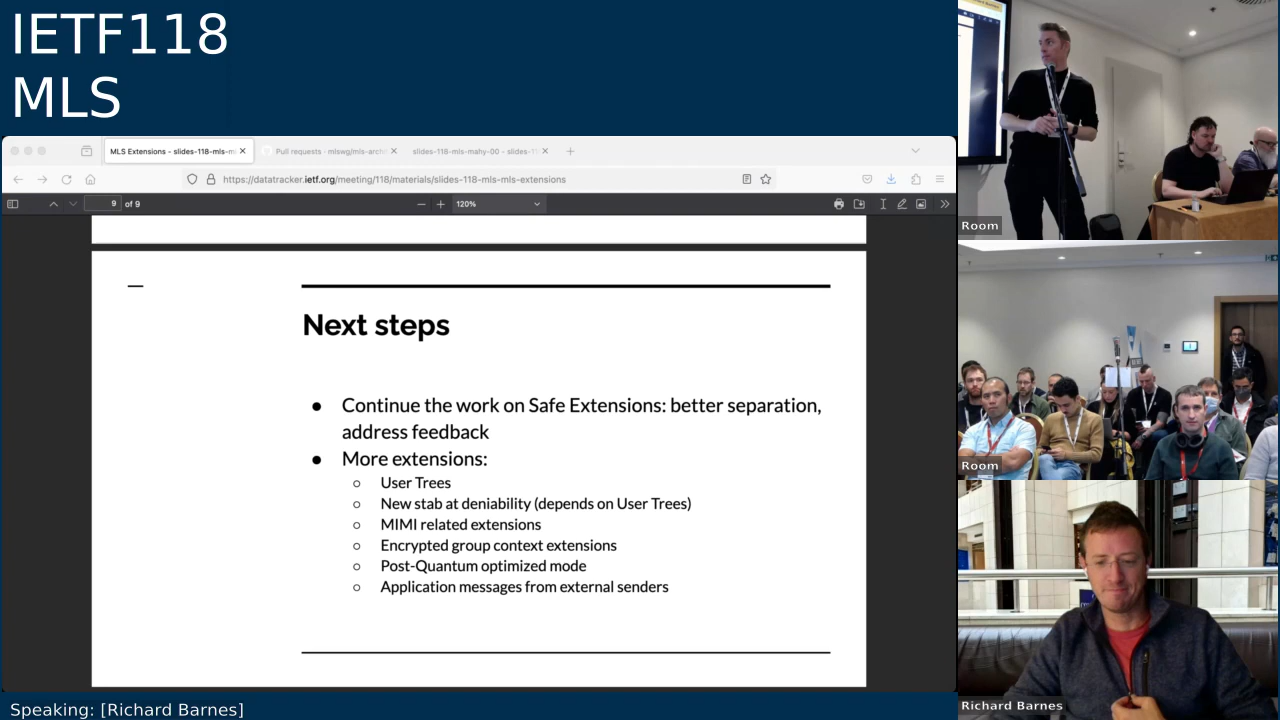 IETF118
MLS
MLS Extensions - slides-118-mls-m
Pull requests · mlswg/mls-archi
slides-118-mls-mahy-00 - slides-1
https://datatracker.ietf.org/meeting/118/materials/slides-118-mls-mls-extensions
9 of 9
120%
Next steps
● Continue the work on Safe Extensions: better separation,
address feedback
● More extensions:
○ User Trees
○ New stab at deniability (depends on User Trees)
○ MIMI related extensions
○ Encrypted group context extensions
○ Post-Quantum optimized mode
○ Application messages from external senders
Room
Room
Richard Barnes
Speaking: [Richard Barnes]